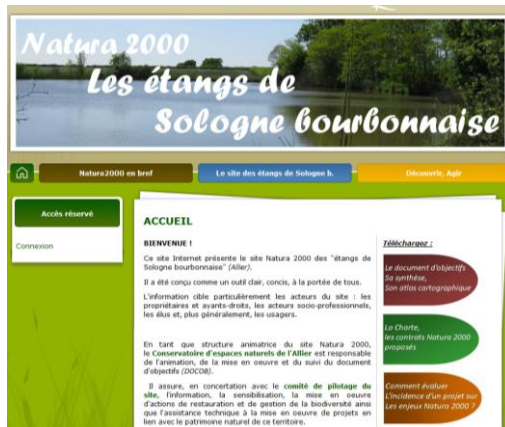 Natura 2000
Les étangs de
Sologne bourbonnaise
Natura2000 en bref
Le site des étangs de Sologne b.
Découvrir, Agir
Accès réservé
Connexion
ACCUEIL
BIENVENUE !
Ce site Internet présente le site Natura 2000 des "étangs de
Sologne bourbonnaise" (Allier).
Il a été conçu comme un outil clair, concis, à la portée de tous.
L'information cible particulièrement les acteurs du site : les
propriétaires et ayants-droits, les acteurs socio-professionnels,
les élus et, plus généralement, les usagers.
En tant que structure animatrice du site Natura 2000,
le Conservatoire d'espaces naturels de l'Allier est responsable
de l'animation, de la mise en oeuvre et du suivi du document
d'objectifs (DOCOB).
Il assure, en concertation avec le comité de pilotage du
site, l'information, la sensibilisation, la mise en oeuvre
d'actions de restauration et de gestion de la biodiversité ainsi
que l'assistance technique à la mise en oeuvre de projets en
lien avec le patrimoine naturel de ce territoire.
Téléchargez :
Le document d'objectifs
Sa synthèse,
Son atlas cartographique
La Charte,
les contrats Natura 2000
proposés
Comment évaluer
L'incidence d'un projet sur
Les enjeux Natura 2000 ?